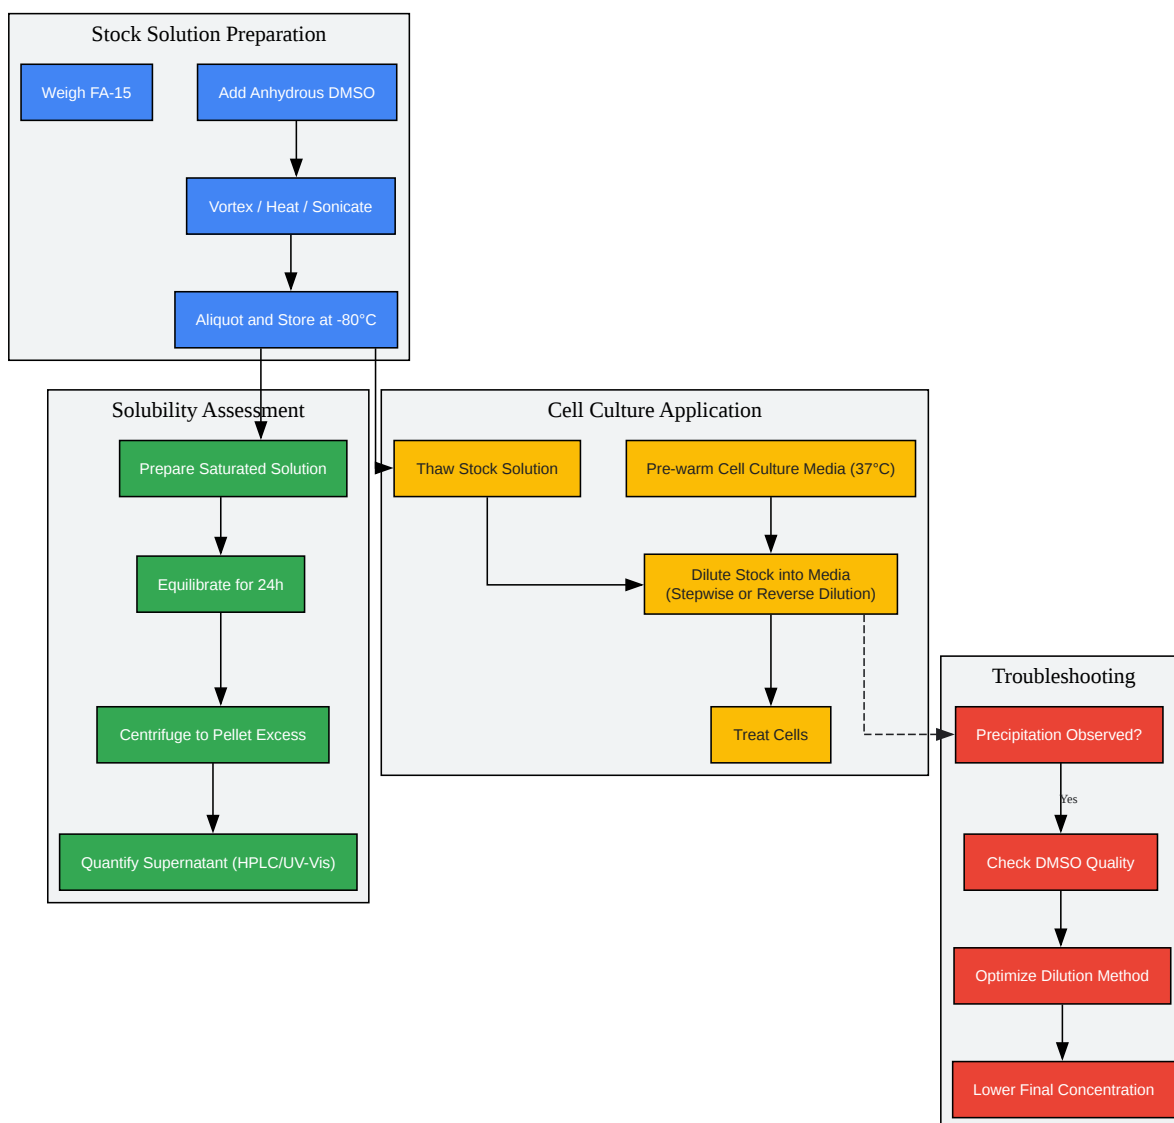 Stock Solution Preparation
Weigh FA-15
Add Anhydrous DMSO
Vortex / Heat / Sonicate
Aliquot and Store at -80°C
Solubility Assessment
Prepare Saturated Solution
Equilibrate for 24h
Centrifuge to Pellet Excess
Quantify Supernatant (HPLC/UV-Vis)
Cell Culture Application
Thaw Stock Solution
Pre-warm Cell Culture Media (37°C)
Dilute Stock into Media
(Stepwise or Reverse Dilution)
Treat Cells
Troubleshooting
Precipitation Observed?
Yes
Check DMSO Quality
Optimize Dilution Method
Lower Final Concentration